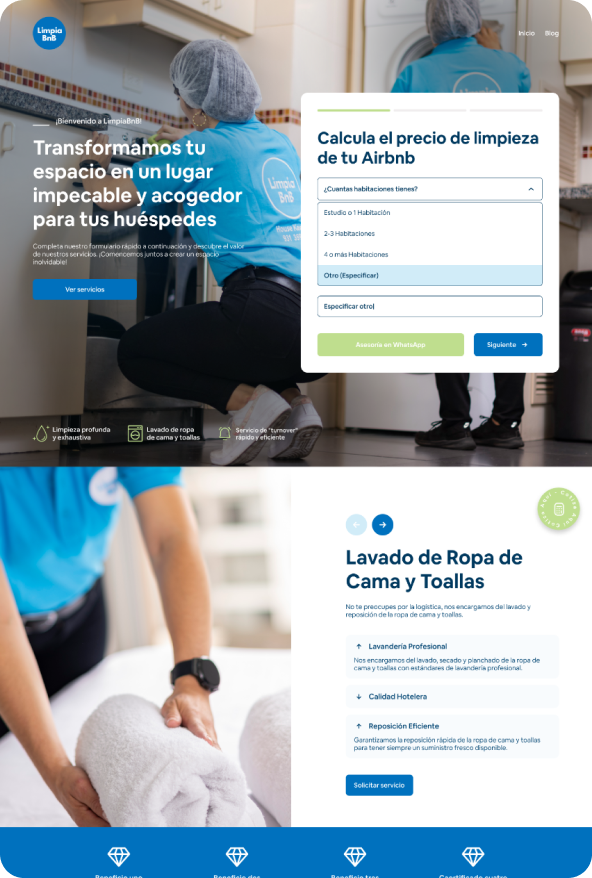 Limpia
BnB
Inicio
Blog
¡Bienvenido a LimpiaBnB!
Transformamos tu
espacio en un lugar
impecable y acogedor
para tus huéspedes
Completa nuestro formulario rápido a continuación y descubre el valor
de nuestros servicios. ¡Comencemos juntos a crear un espacio
inolvidable!
Ver servicios
Limpia
BnB
Calcula el precio de limpieza
de tu Airbnb
¿Cuantas habitaciones tienes?
Estudio o 1 Habitación
2-3 Habitaciones
4 o más Habitaciones
Otro (Especificar)
Especificar otro
Asesoría en WhatsApp
Siguiente
Limpieza profunda
y exhaustiva
Lavado de ropa
de cama y toallas
Servicio de "turnover"
rápido y eficiente
Lavado de Ropa de
Cama y Toallas
No te preocupes por la logística, nos encargamos del lavado y
reposición de la ropa de cama y toallas.
Lavandería Profesional
Nos encargamos del lavado, secado y planchado de la ropa de
cama y toallas con estándares de lavandería profesional.
Calidad Hotelera
Reposición Eficiente
Garantizamos la reposición rápida de la ropa de cama y toallas
para tener siempre un suministro fresco disponible.
Solicitar servicio
Beneficio uno
Beneficio dos
Beneficio tres